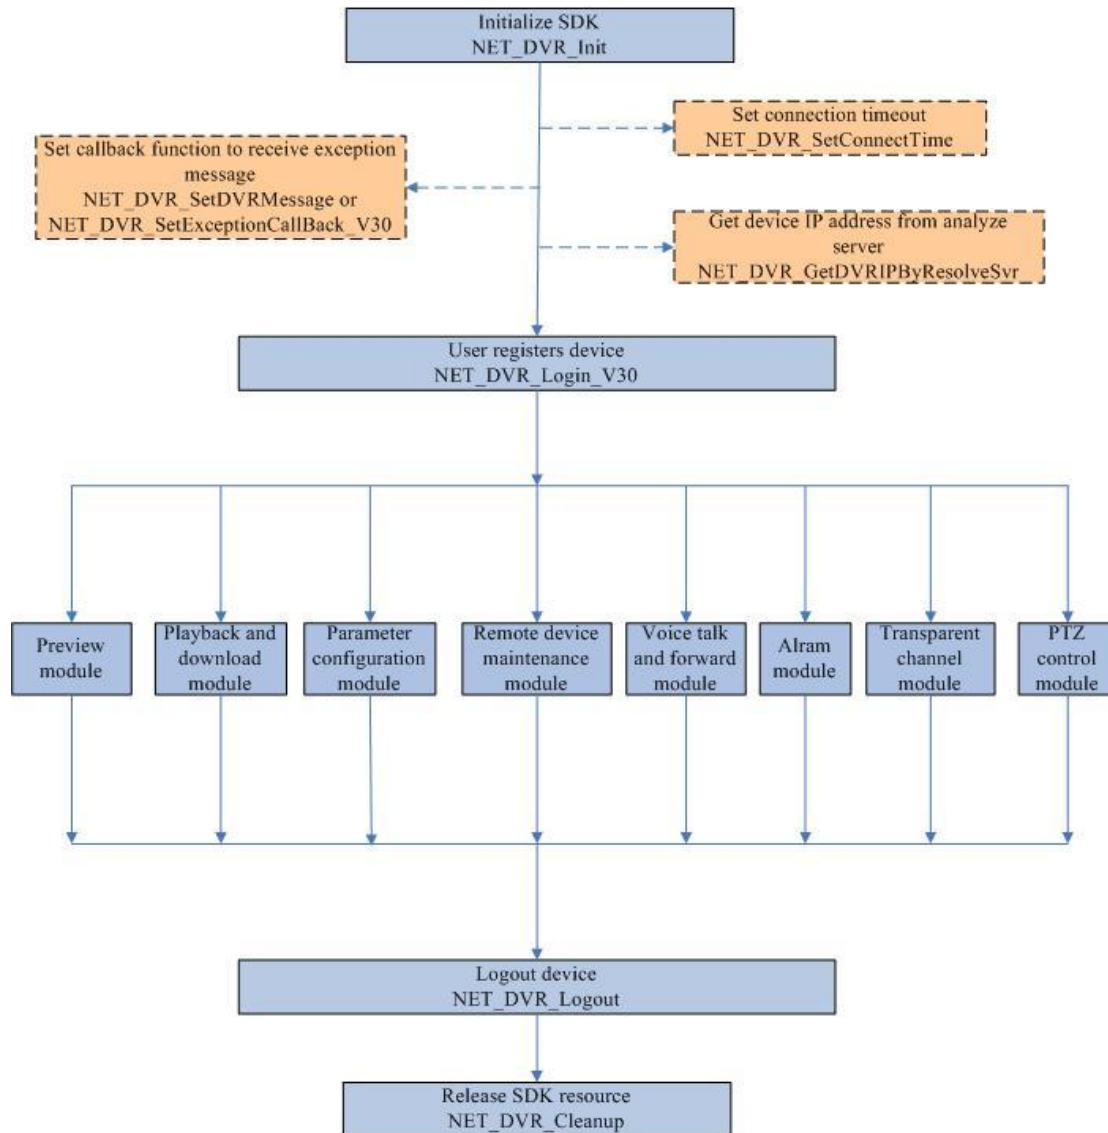 Initialize SDK
NET_DVR_Init
Set connection timeout
NET_DVR_SetConnectTime
Set callback function to receive exception
message
NET_DVR_SetDVRMessage or
NET_DVR_SetExceptionCallBack_V30
Get device IP address from analyze
server
NET_DVR_GetDVRIPByResolveSvr
User registers device
NET_DVR_Login_V30
Preview
module
Playback and
download
module
Parameter
configuration
module
Remote device
maintenance
module
Voice talk
and forward
module
Alram
module
Transparent
channel
module
PTZ
control
module
Logout device
NET_DVR_Logout
Release SDK resource
NET_DVR_Cleanup